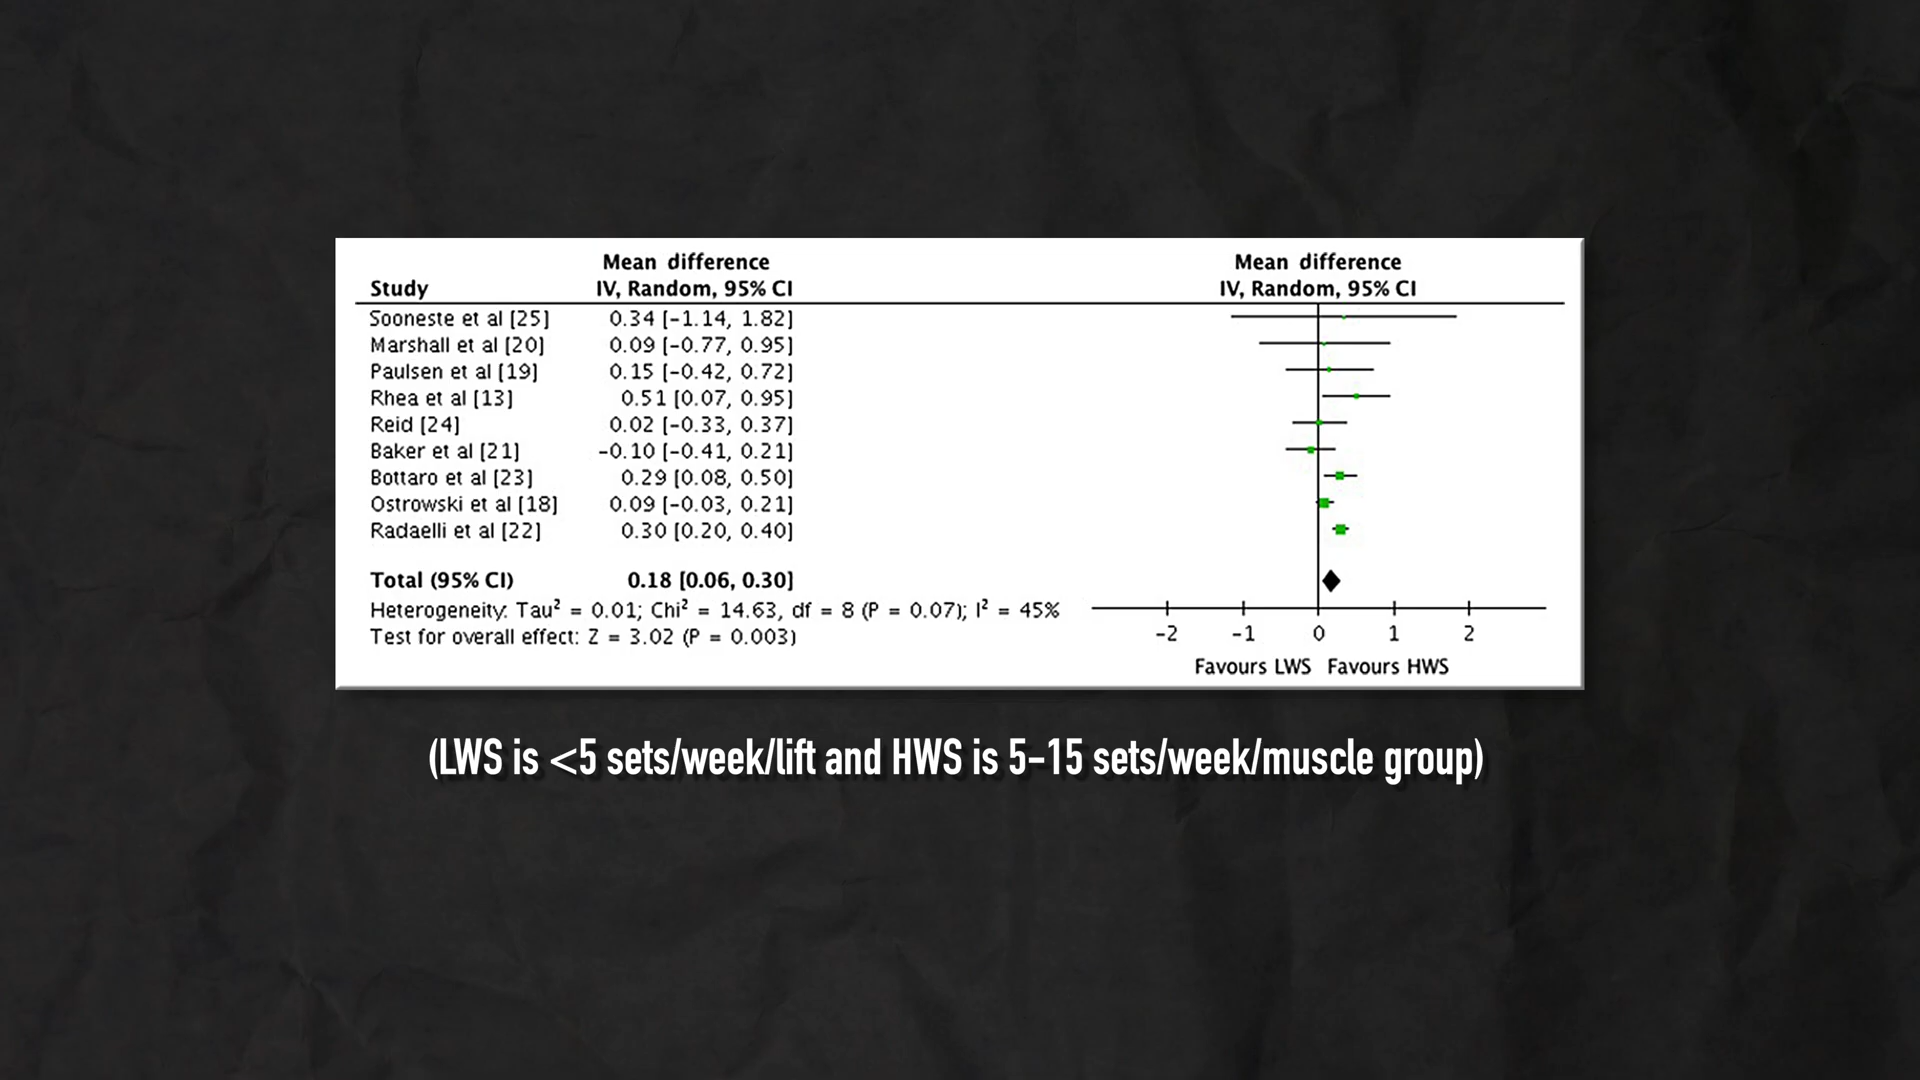 Mean difference Mean difference
Study IV, Random, 95% CI IV, Random, 95% CI
Sooneste et al [25] 0.34 [-1.14, 1.82]
Marshall et al [20] 0.09 [-0.77, 0.95]
Paulsen et al [19] 0.15 [-0.42, 0.72]
Rhea et al [13] 0.51 [0.07, 0.95]
Reid [24] 0.02 [-0.33, 0.37]
Baker et al [21] -0.10 [-0.41, 0.21]
Bottaro et al [23] 0.29 [0.08, 0.50]
Ostrowski et al [18] 0.09 [-0.03, 0.21]
Radaelli et al [22] 0.30 [0.20, 0.40]
Total (95% CI) 0.18 [0.06, 0.30]
Heterogeneity: Tau² = 0.01; Chi² = 14.63, df = 8 (P = 0.07); I² = 45%
Test for overall effect: Z = 3.02 (P = 0.003)
-2 -1 0 1 2
Favours LWS Favours HWS
(LWS is <5 sets/week/lift and HWS is 5-15 sets/week/muscle group)